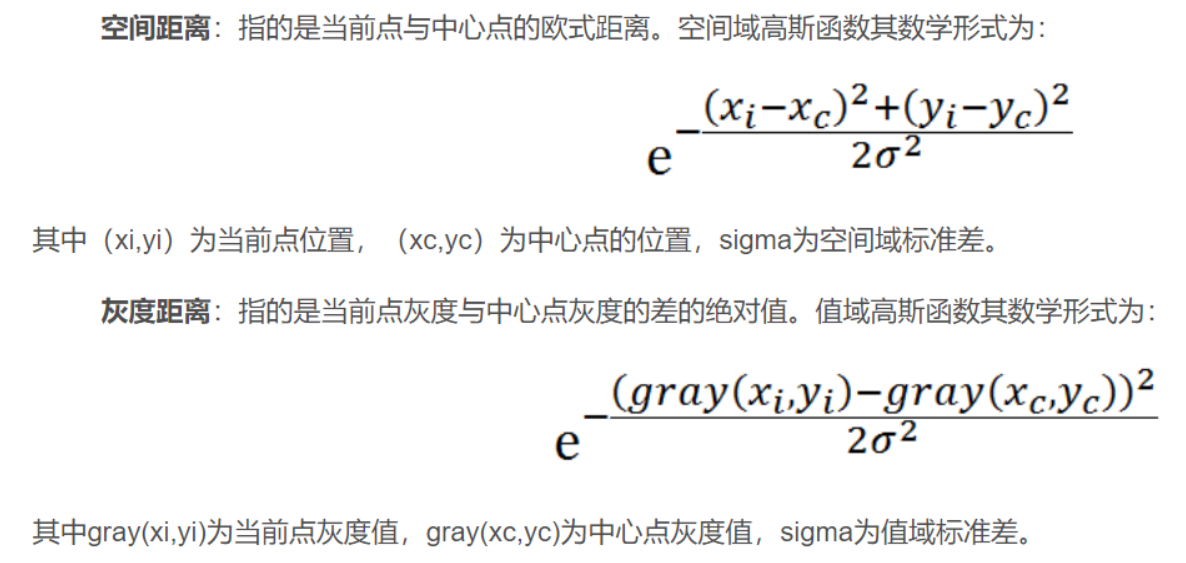 空间距离：指的是当前点与中心点的欧式距离。空间域高斯函数其数学形式为：
e^{-\frac{(x_i-x_c)^2+(y_i-y_c)^2}{2σ^2}}
其中（xi,yi）为当前点位置，（xc,yc）为中心点的位置，sigma为空间域标准差。
灰度距离：指的是当前点灰度与中心点灰度的差的绝对值。值域高斯函数其数学形式为：
e^{-\frac{(gray(x_i,y_i)-gray(x_c,y_c))^2}{2σ^2}}
其中gray(xi,yi)为当前点灰度值，gray(xc,yc)为中心点灰度值，sigma为值域标准差。